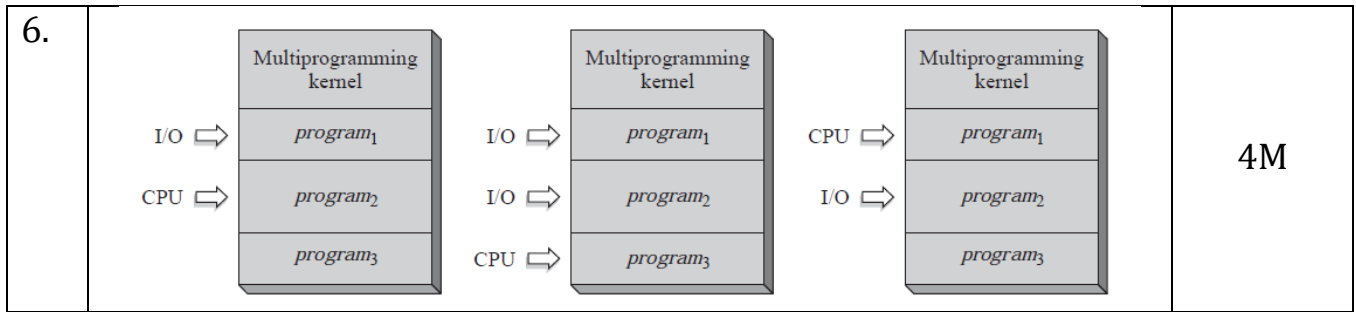 6.
Multiprogramming
kernel
I/O program₁
CPU program₂
program₃
Multiprogramming
kernel
I/O program₁
I/O program₂
CPU program₃
Multiprogramming
kernel
CPU program₁
I/O program₂
program₃
4M